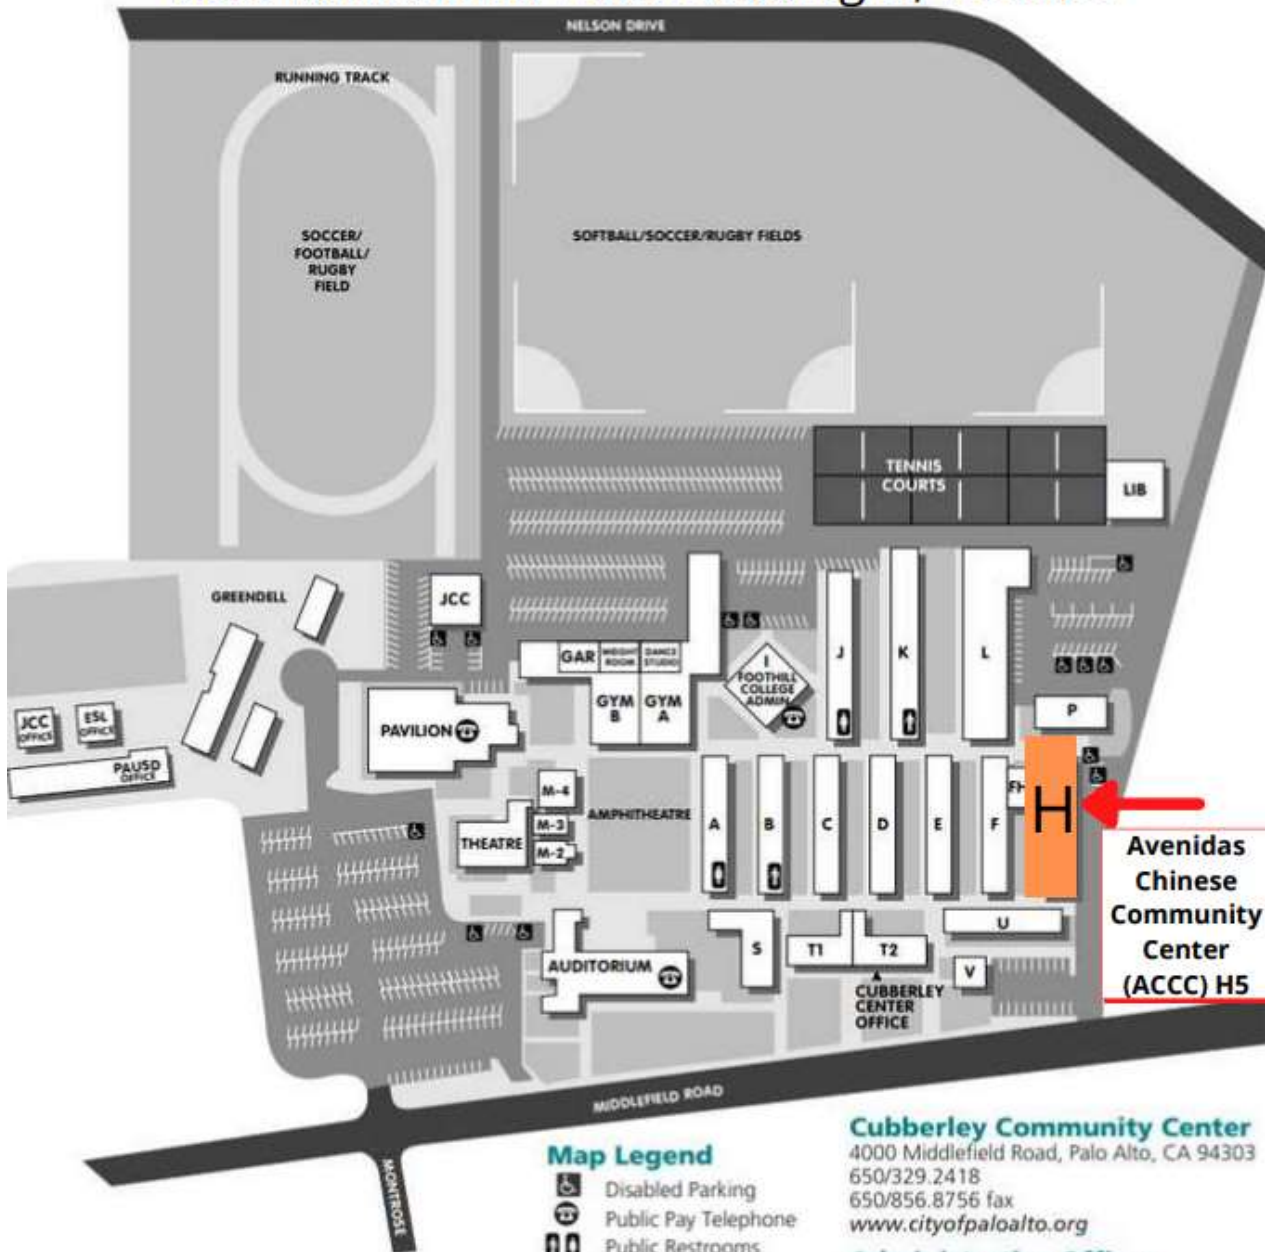 NELSON DRIVE
RUNNING TRACK
SOCCER/
FOOTBALL/
RUGBY
FIELD
SOFTBALL/SOCCER/RUGBY FIELDS
TENNIS
COURTS
LIB
GREENDELL
JCC
GAR
WEIGHT
ROOM
DANCE
STUDIO
GYM
B
GYM
A
I
FOOTHILL
COLLEGE
ADMIN
J
K
L
P
JCC
OFFICE
ESL
OFFICE
PAUSD
OFFICE
PAVILION
M-4
M-3
M-2
THEATRE
AMPHITHEATRE
A
B
C
D
E
F
FH
H
Avenidas
Chinese
Community
Center
(ACCC) H5
AUDITORIUM
S
T1
T2
U
V
CUBBERLEY
CENTER
OFFICE
MIDDLEFIELD ROAD
MONTROSE
Map Legend
Disabled Parking
Public Pay Telephone
Public Restrooms
Cubberley Community Center
4000 Middlefield Road, Palo Alto, CA 94303
650/329.2418
650/856.8756 fax
www.cityofpaloalto.org